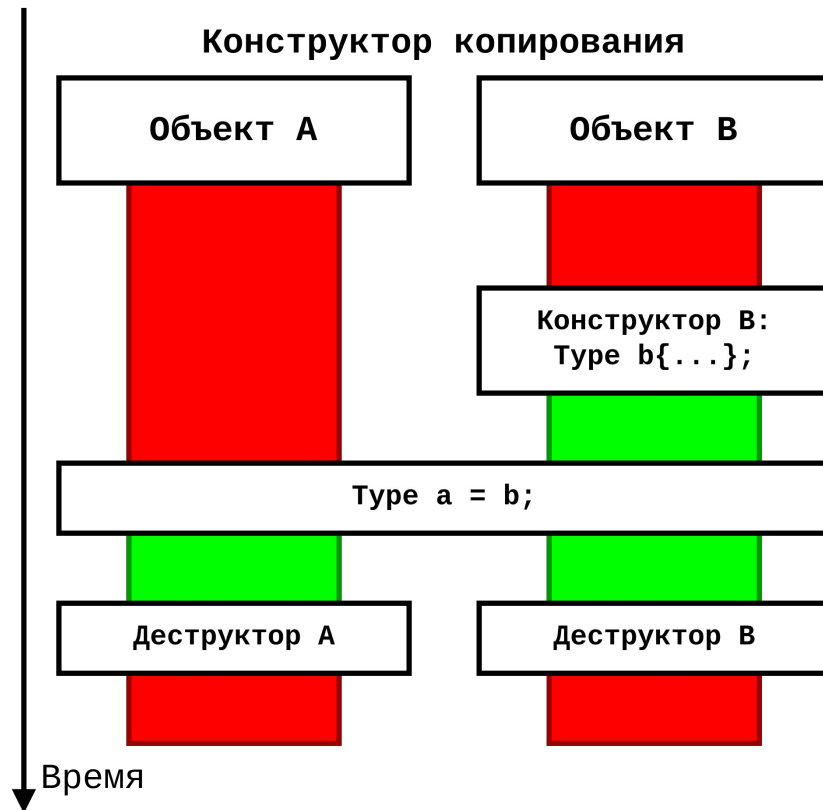 Конструктор копирования
Объект A
Объект B
Конструктор B:
Type b{...};
Type a = b;
Деструктор A
Деструктор B
Время